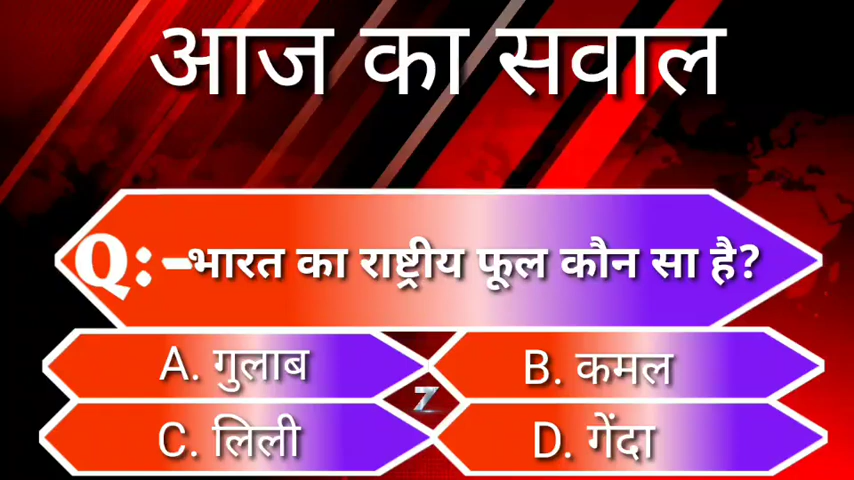 आज का सवाल
Q:-भारत का राष्ट्रीय फूल कौन सा है?
A. गुलाब
B. कमल
Z
C. लिली
D. गेंदा